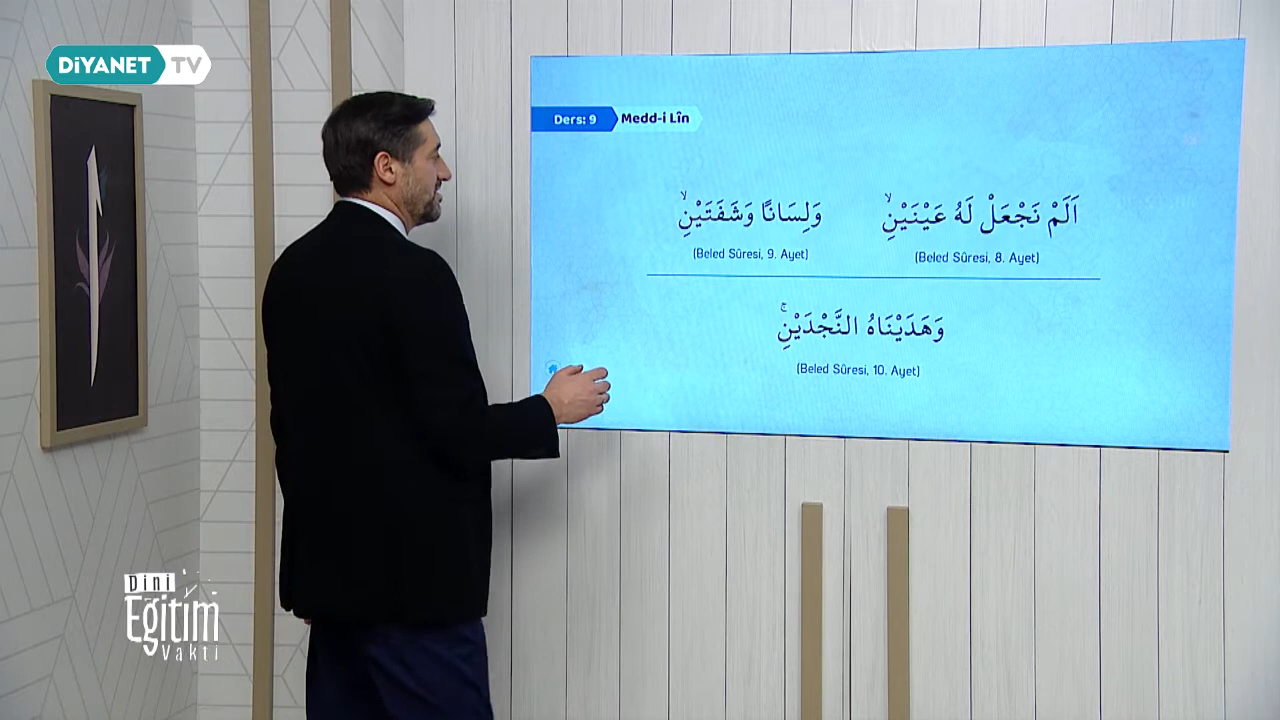 DİYANET TV
Ders: 9 Medd-i Lîn
اَلَمْ نَجْعَلْ لَهُ عَيْنَيْنِۙ
(Beled Sûresi, 8. Ayet)
وَلِسَانًا وَشَفَتَيْنِۙ
(Beled Sûresi, 9. Ayet)
وَهَدَيْنَاهُ النَّجْدَيْنِۚ
(Beled Sûresi, 10. Ayet)
Dini
Eğitim
Vakti